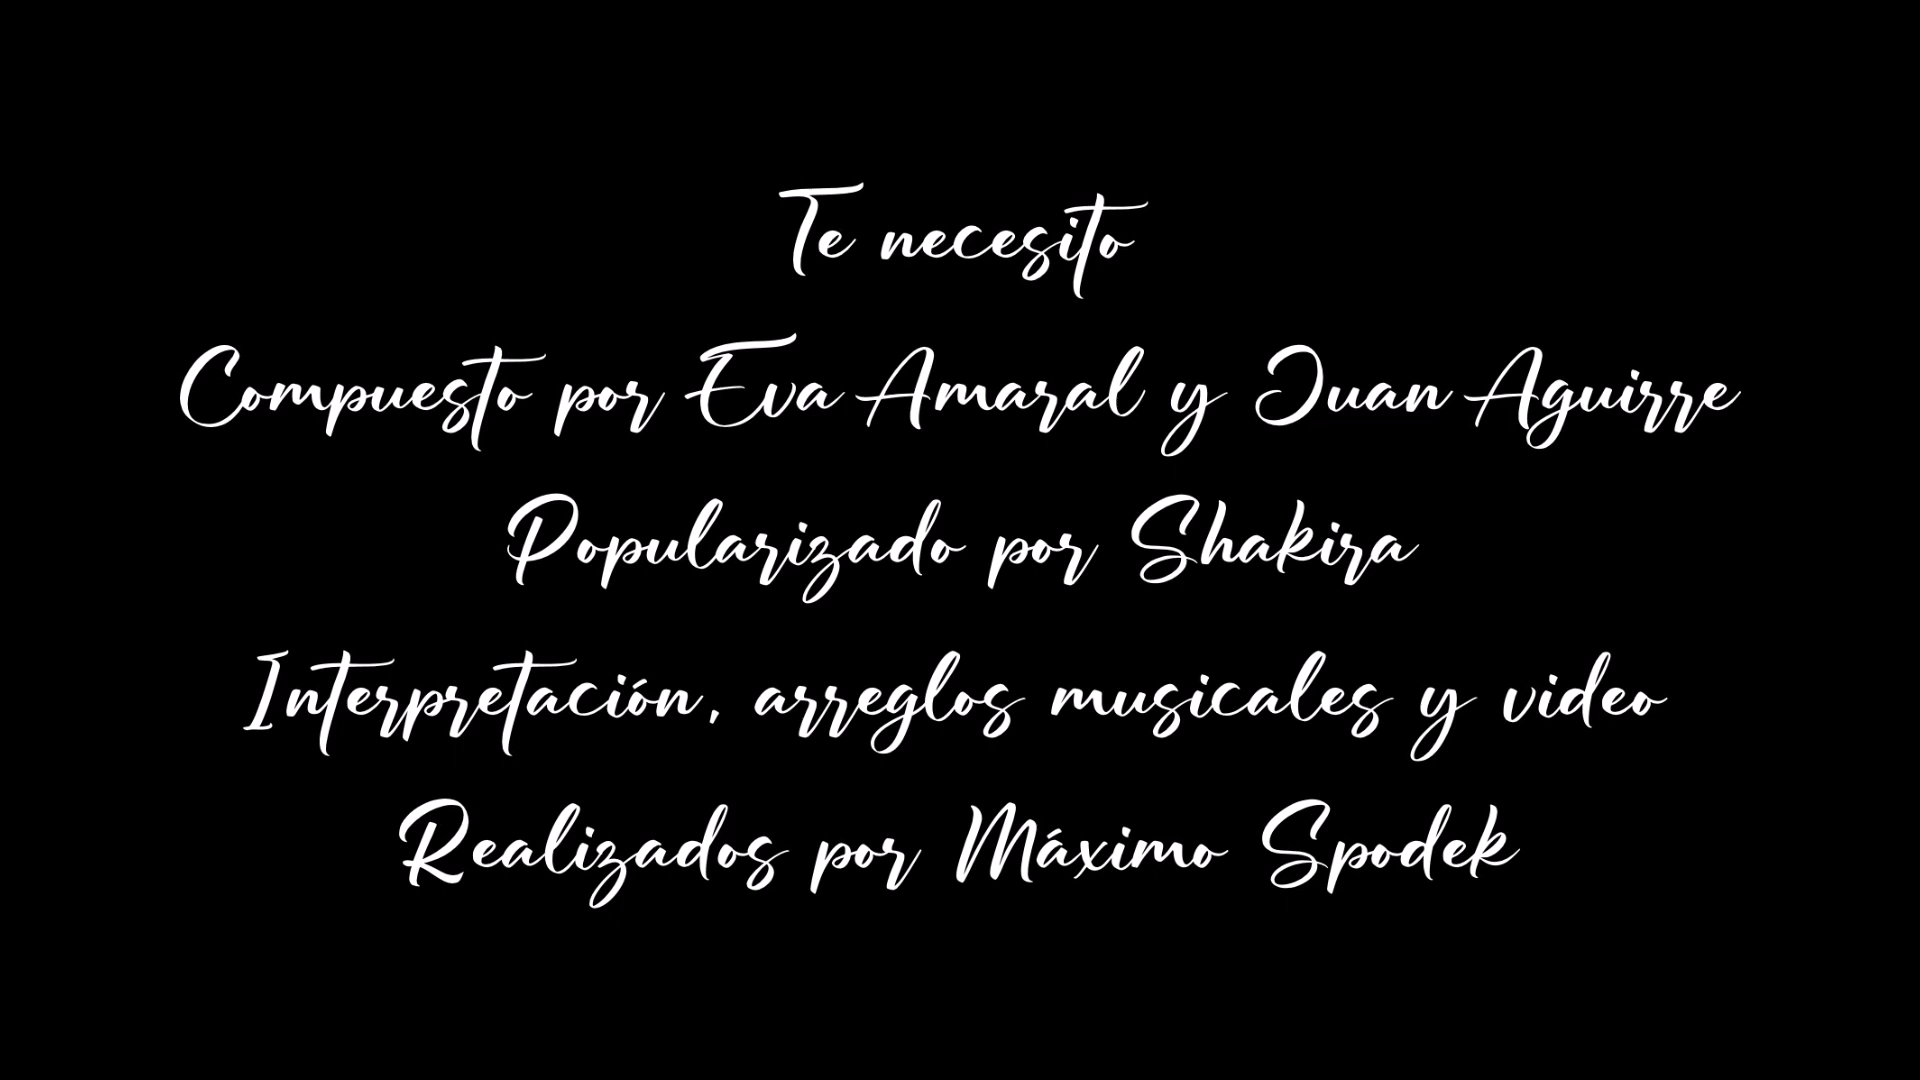 Te necesito
Compuesto por Eva Amaral y Juan Aguirre
Popularizado por Shakira
Interpretación, arreglos musicales y video
Realizados por Máximo Spodek